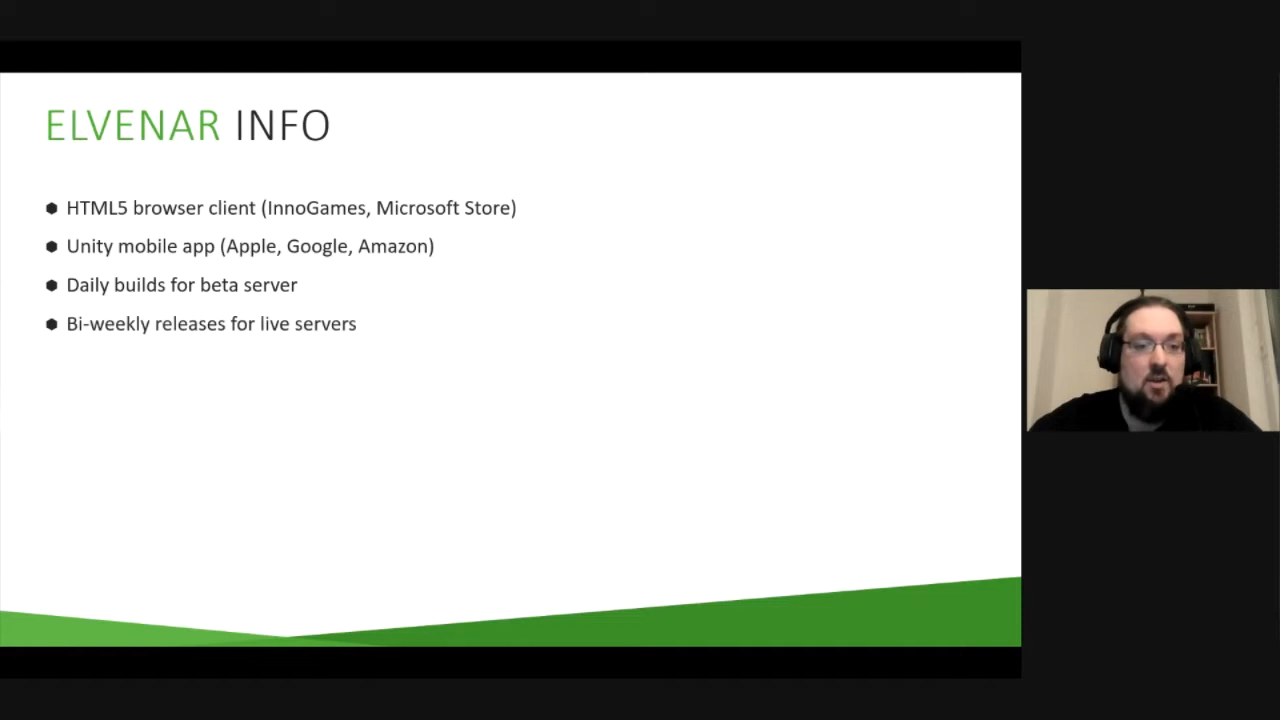 ELVENAR INFO
HTML5 browser client (InnoGames, Microsoft Store)
Unity mobile app (Apple, Google, Amazon)
Daily builds for beta server
Bi-weekly releases for live servers